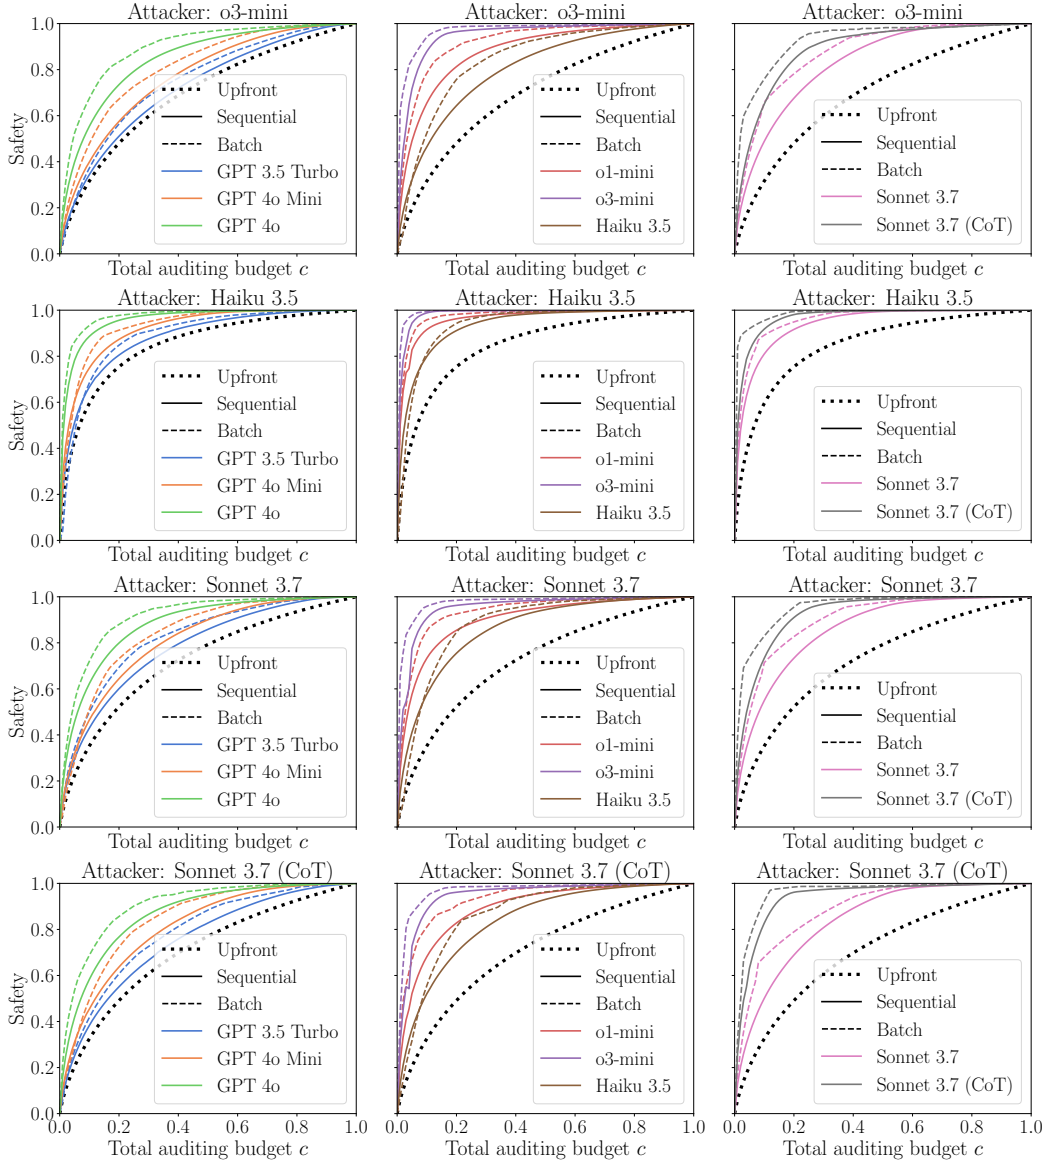 Attacker: o3-mini
Attacker: o3-mini
Attacker: o3-mini
Safety
1.0
0.8
0.6
0.4
0.2
0.0
Upfront
Sequential
Batch
GPT 3.5 Turbo
GPT 4o Mini
GPT 4o
Upfront
Sequential
Batch
o1-mini
o3-mini
Haiku 3.5
Upfront
Sequential
Batch
Sonnet 3.7
Sonnet 3.7 (CoT)
Total auditing budget c
Total auditing budget c
Total auditing budget c
Attacker: Haiku 3.5
Attacker: Haiku 3.5
Attacker: Haiku 3.5
Safety
1.0
0.8
0.6
0.4
0.2
0.0
Upfront
Sequential
Batch
GPT 3.5 Turbo
GPT 4o Mini
GPT 4o
Upfront
Sequential
Batch
o1-mini
o3-mini
Haiku 3.5
Upfront
Sequential
Batch
Sonnet 3.7
Sonnet 3.7 (CoT)
Total auditing budget c
Total auditing budget c
Total auditing budget c
Attacker: Sonnet 3.7
Attacker: Sonnet 3.7
Attacker: Sonnet 3.7
Safety
1.0
0.8
0.6
0.4
0.2
0.0
Upfront
Sequential
Batch
GPT 3.5 Turbo
GPT 4o Mini
GPT 4o
Upfront
Sequential
Batch
o1-mini
o3-mini
Haiku 3.5
Upfront
Sequential
Batch
Sonnet 3.7
Sonnet 3.7 (CoT)
Total auditing budget c
Total auditing budget c
Total auditing budget c
Attacker: Sonnet 3.7 (CoT)
Attacker: Sonnet 3.7 (CoT)
Attacker: Sonnet 3.7 (CoT)
Safety
1.0
0.8
0.6
0.4
0.2
0.0
Upfront
Sequential
Batch
GPT 3.5 Turbo
GPT 4o Mini
GPT 4o
Upfront
Sequential
Batch
o1-mini
o3-mini
Haiku 3.5
Upfront
Sequential
Batch
Sonnet 3.7
Sonnet 3.7 (CoT)
0.0 0.2 0.4 0.6 0.8 1.0
0.0 0.2 0.4 0.6 0.8 1.0
0.0 0.2 0.4 0.6 0.8 1.0
Total auditing budget c
Total auditing budget c
Total auditing budget c